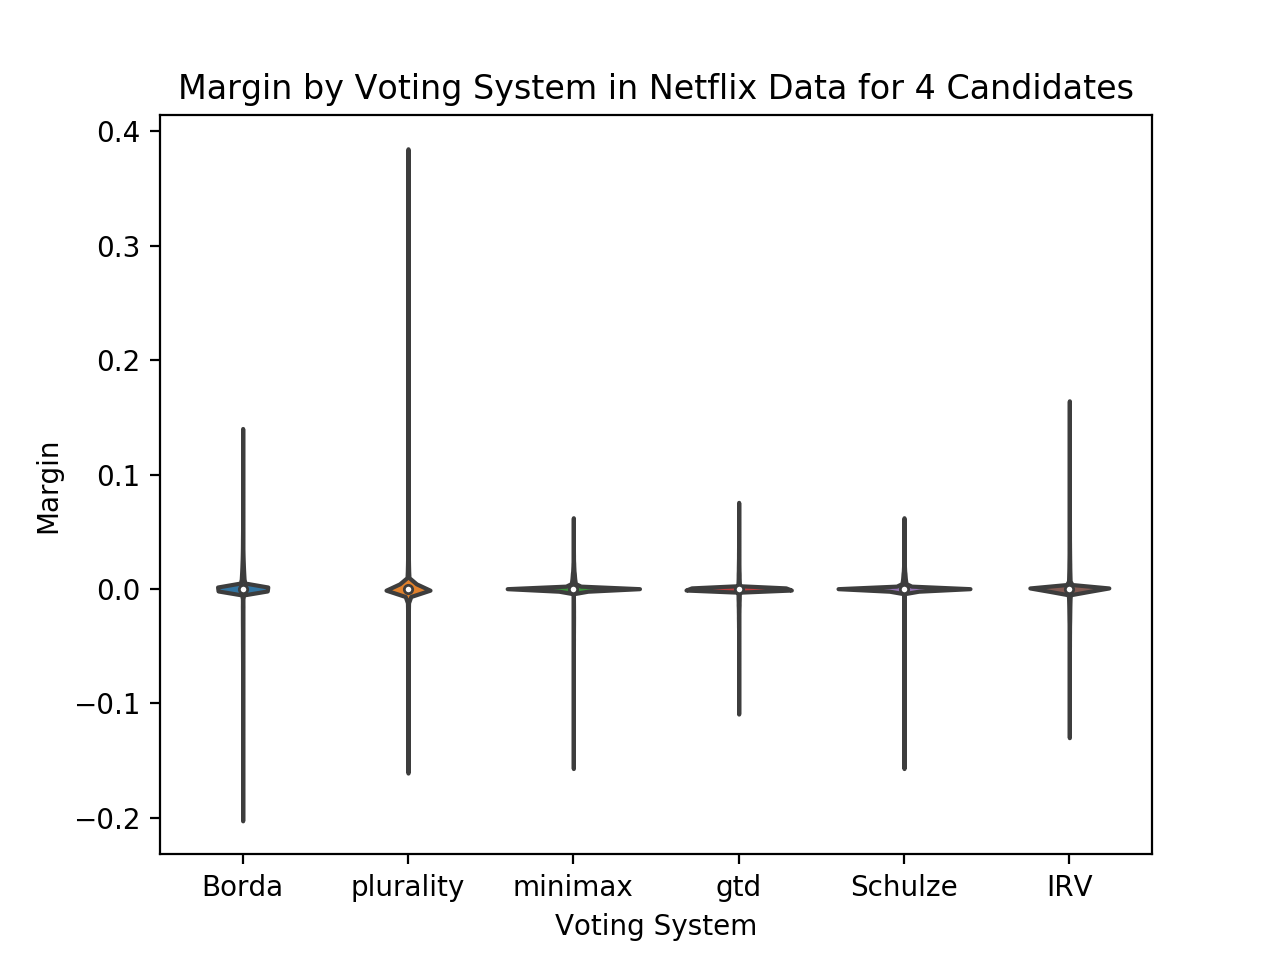 Margin by Voting System in Netflix Data for 4 Candidates
0.4
0.3
0.2
0.1
0.0
−0.1
−0.2
Margin
Borda plurality minimax gtd Schulze IRV
Voting System